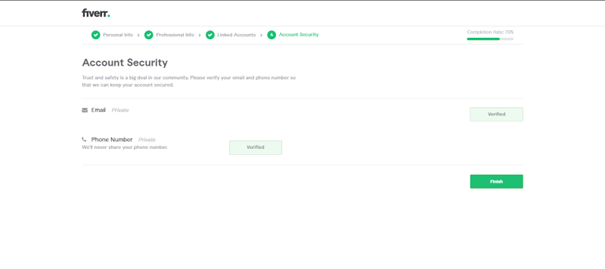 fiverr.
Personal Info
Professional Info
Linked Accounts
Account Security
Completion Rate: 70%
Account Security
Trust and safety is a big deal in our community. Please verify your email and phone number so
that we can keep your account secured.
Email Private
Verified
Phone Number Private
We'll never share your phone number.
Verified
Finish